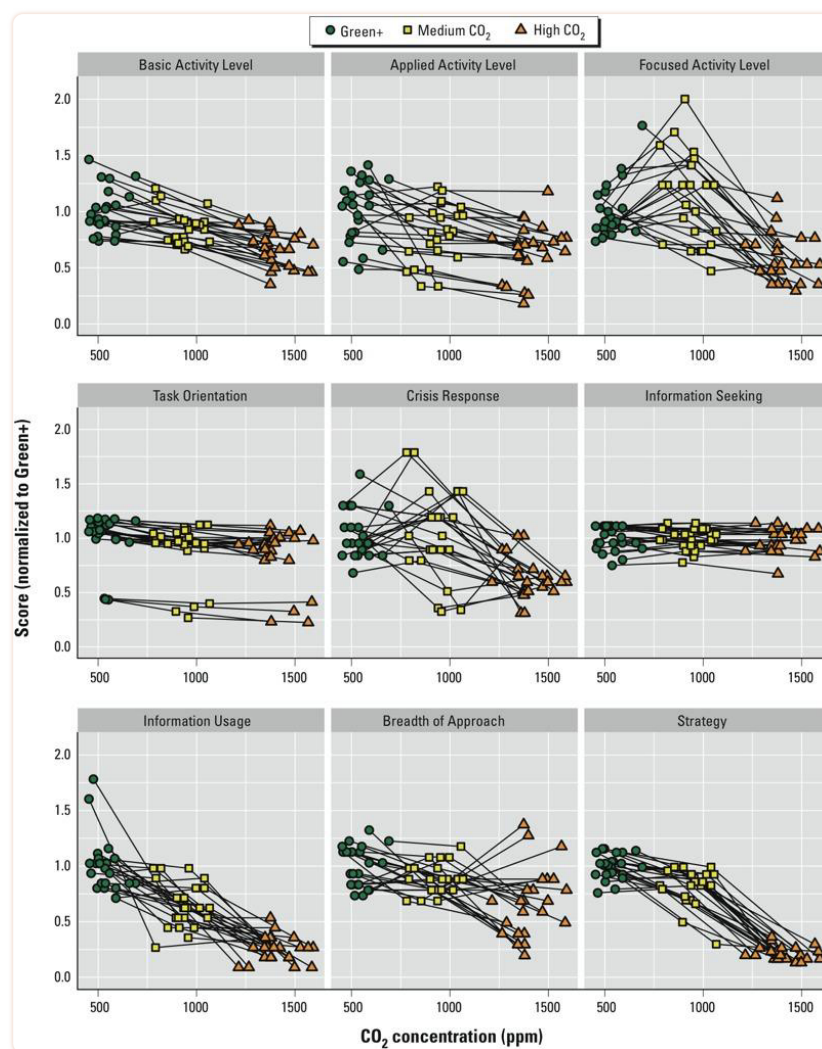 Green+ Medium CO₂ High CO₂
Basic Activity Level Applied Activity Level Focused Activity Level
2.0
1.5
1.0
0.5
0.0
500 1000 1500 500 1000 1500 500 1000 1500
Task Orientation Crisis Response Information Seeking
2.0
1.5
1.0
0.5
0.0
500 1000 1500 500 1000 1500 500 1000 1500
Score (normalized to Green+)
Information Usage Breadth of Approach Strategy
2.0
1.5
1.0
0.5
0.0
500 1000 1500 500 1000 1500 500 1000 1500
CO₂ concentration (ppm)